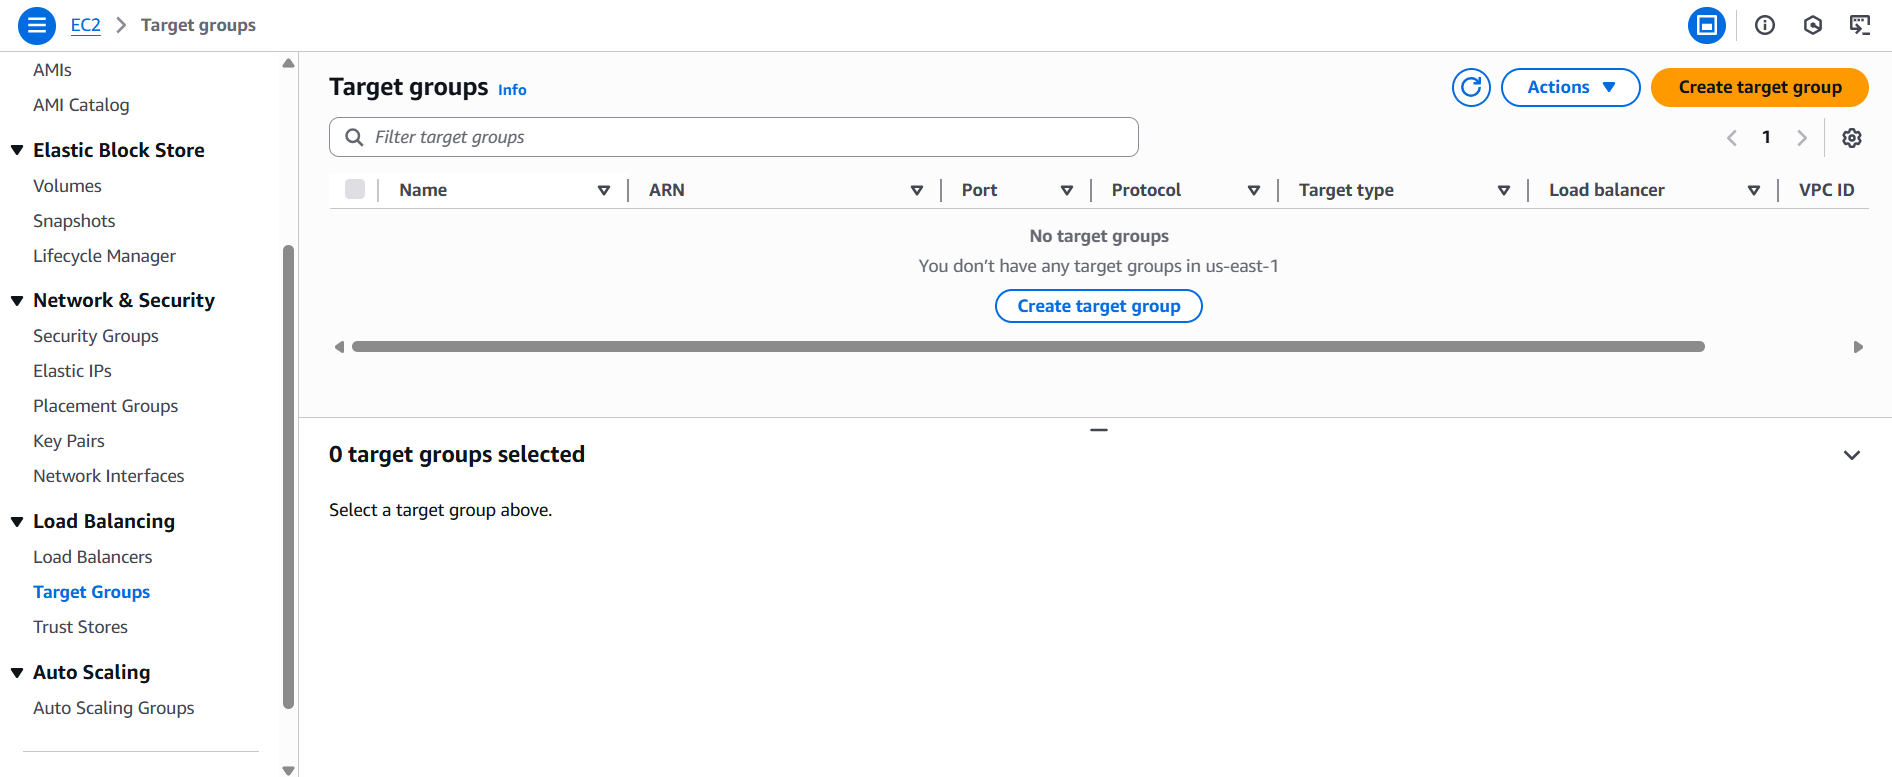 EC2 > Target groups
AMIs
AMI Catalog
Elastic Block Store
Volumes
Snapshots
Lifecycle Manager
Network & Security
Security Groups
Elastic IPs
Placement Groups
Key Pairs
Network Interfaces
Load Balancing
Load Balancers
Target Groups
Trust Stores
Auto Scaling
Auto Scaling Groups
Target groups Info
Actions Create target group
Filter target groups
1
Name ARN Port Protocol Target type Load balancer VPC ID
No target groups
You don’t have any target groups in us-east-1
Create target group
0 target groups selected
Select a target group above.